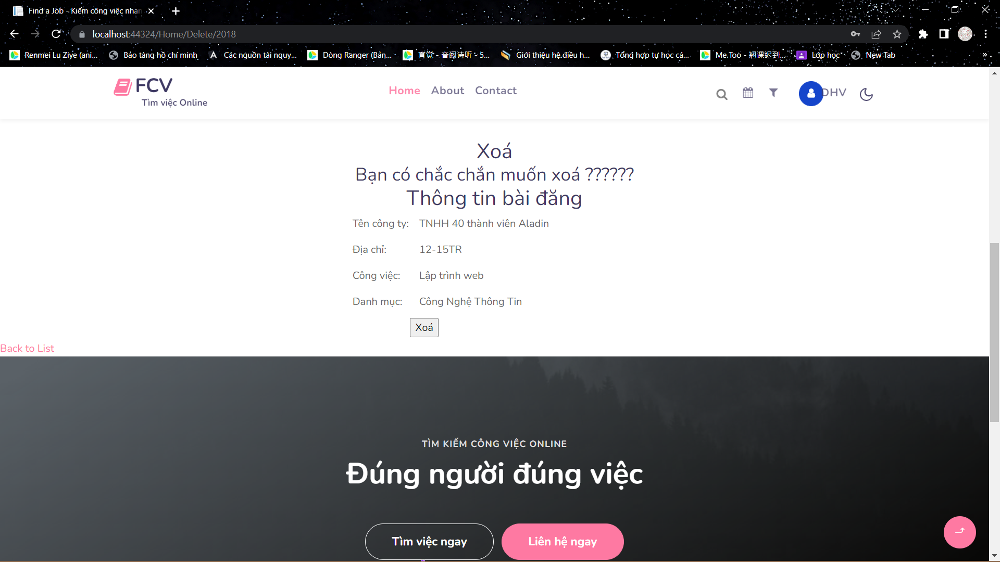 Find a Job - Kiếm công việc nhan
localhost:44324/Home/Delete/2018
Renmei Lu Ziye (ani...
Bảo tàng hồ chí minh
Các nguồn tài nguy...
Dòng Ranger (Bản...
直觉 - 音阙诗听 - 5...
Giới thiệu hệ điều h...
Tổng hợp tự học cá...
Me.Too - 翘课迟到...
Lớp học
New Tab
»
FCV
Tìm việc Online
Home
About
Contact
DHV
Xoá
Bạn có chắc chắn muốn xoá ??????
Thông tin bài đăng
Tên công ty: TNHH 40 thành viên Aladin
Địa chỉ: 12-15TR
Công việc: Lập trình web
Danh mục: Công Nghệ Thông Tin
Xoá
Back to List
TÌM KIẾM CÔNG VIỆC ONLINE
Đúng người đúng việc
Tìm việc ngay
Liên hệ ngay